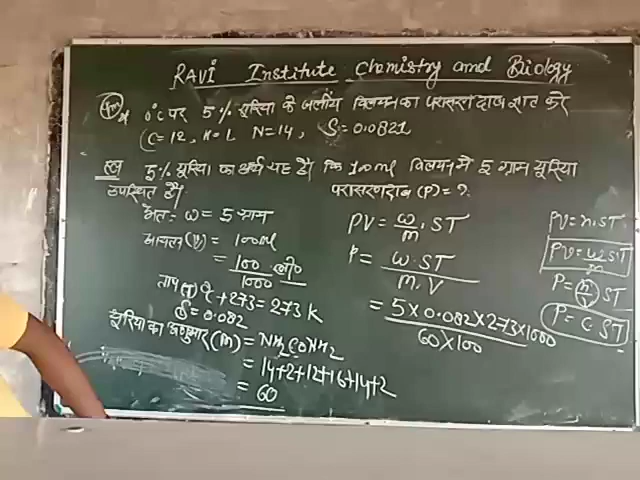 RAVI Institute Chemistry and Biology
0°C पर 5% यूरिया के जलीय विलयन का परासरण दाब ज्ञात करें
(C = 12, H = 1, N = 14, S = 0.0821
हल 5% यूरिया का अर्थ यह है। कि 100ml विलयन में 5 ग्राम यूरिया
उपस्थित है।
परासरणदाब (P) = ?
अतः W = 5 ग्राम
आयतन (V) = 100ml
= 100/1000 ली०
ताप (T) + 273 = 273 K
S = 0.082
यूरिया का अणुभार (m) = NH2CONH2
= 14+2+12+16+14+2
= 60
PV = w/m . ST
P = w . ST / m . V
= 5 x 0.082 x 273 x 1000 / 60 x 100
PV = n . ST
PV = w/m ST
P = (n/V) ST
P = C . ST